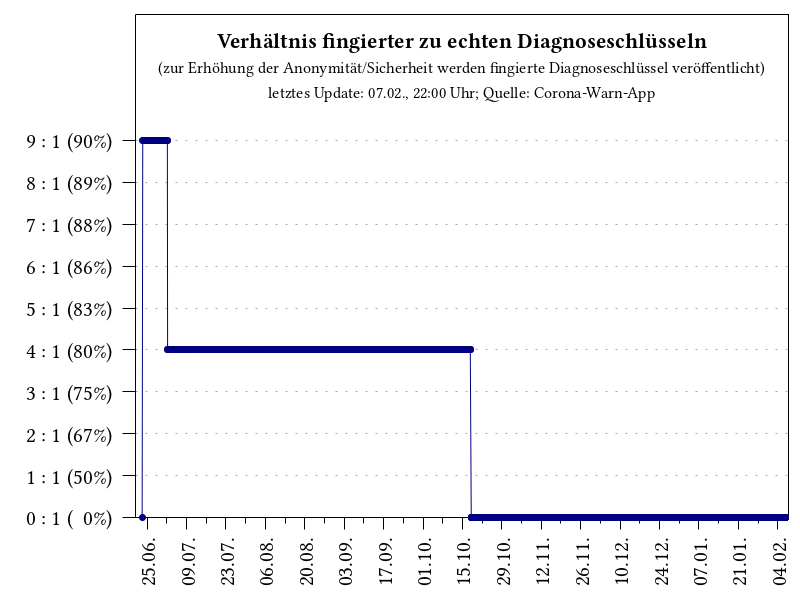 Verhältnis fingierter zu echten Diagnoseschlüsseln
(zur Erhöhung der Anonymität/Sicherheit werden fingierte Diagnoseschlüssel veröffentlicht)
letztes Update: 07.02., 22:00 Uhr; Quelle: Corona-Warn-App
9 : 1 (90%)
8 : 1 (89%)
7 : 1 (88%)
6 : 1 (86%)
5 : 1 (83%)
4 : 1 (80%)
3 : 1 (75%)
2 : 1 (67%)
1 : 1 (50%)
0 : 1 ( 0%)
25.06.
09.07.
23.07.
06.08.
20.08.
03.09.
17.09.
01.10.
15.10.
29.10.
12.11.
26.11.
10.12.
24.12.
07.01.
21.01.
04.02.